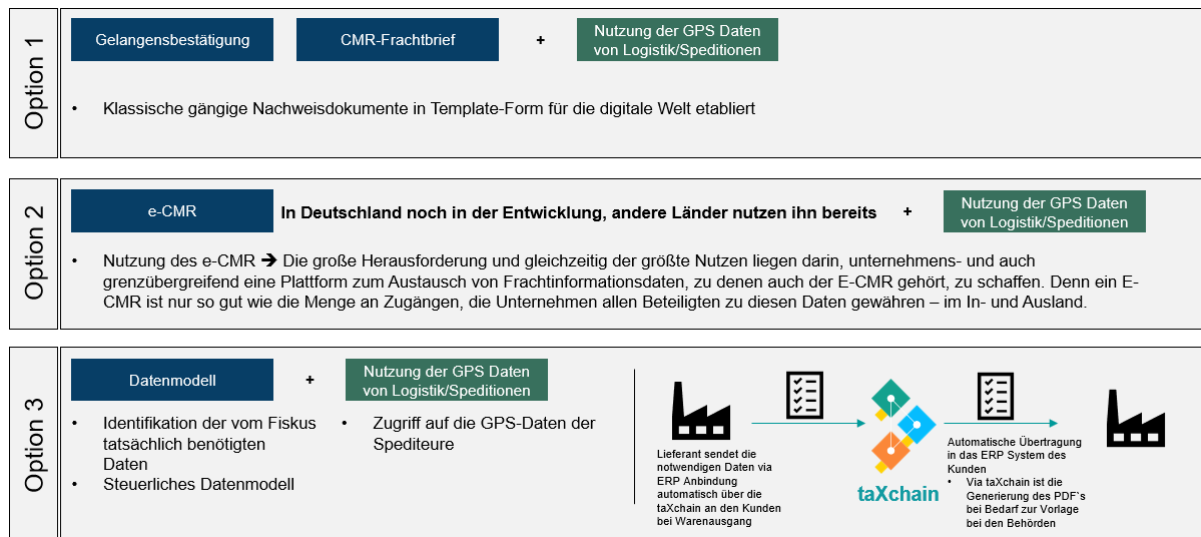 Option 1
Gelangensbestätigung
CMR-Frachtbrief
+
Nutzung der GPS Daten
von Logistik/Speditionen
• Klassische gängige Nachweisdokumente in Template-Form für die digitale Welt etabliert
Option 2
e-CMR
In Deutschland noch in der Entwicklung, andere Länder nutzen ihn bereits
+
Nutzung der GPS Daten
von Logistik/Speditionen
• Nutzung des e-CMR ➔ Die große Herausforderung und gleichzeitig der größte Nutzen liegen darin, unternehmens- und auch
grenzübergreifend eine Plattform zum Austausch von Frachtinformationsdaten, zu denen auch der E-CMR gehört, zu schaffen. Denn ein E-
CMR ist nur so gut wie die Menge an Zugängen, die Unternehmen allen Beteiligten zu diesen Daten gewähren – im In- und Ausland.
Option 3
Datenmodell
+
Nutzung der GPS Daten
von Logistik/Speditionen
• Identifikation der vom Fiskus
tatsächlich benötigten
Daten
• Steuerliches Datenmodell
• Zugriff auf die GPS-Daten der
Spediteure
Lieferant sendet die
notwendigen Daten via
ERP Anbindung
automatisch über die
taXchain an den Kunden
bei Warenausgang
taXchain
Automatische Übertragung
in das ERP System des
Kunden
• Via taXchain ist die
Generierung des PDF`s
bei Bedarf zur Vorlage
bei den Behörden